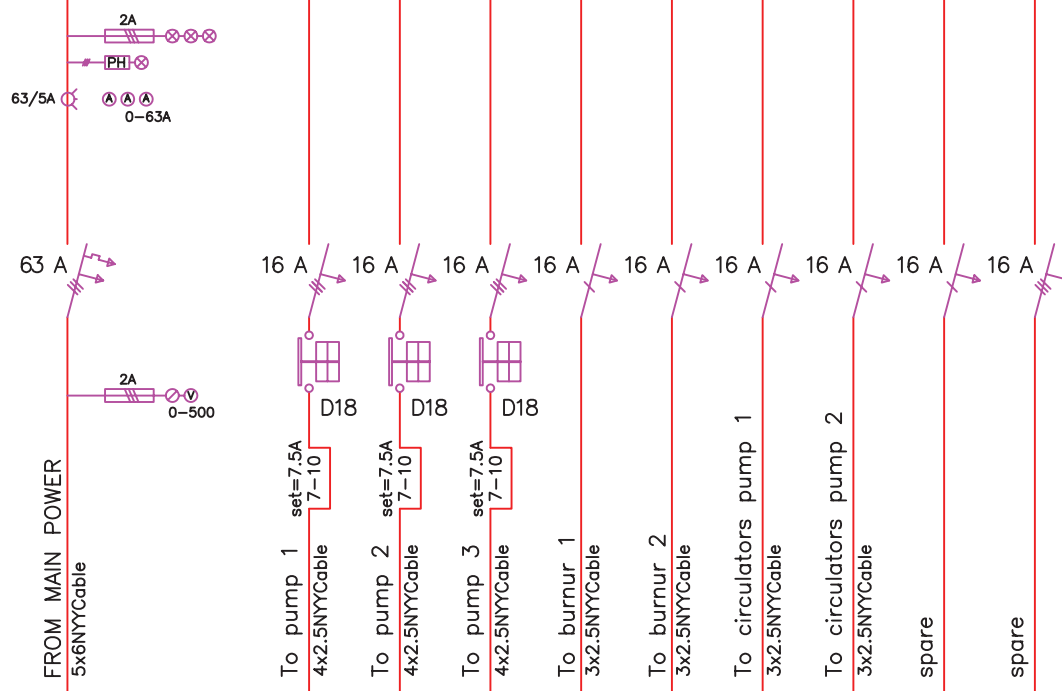 2A
PH
63/5A
A A A
0-63A
63 A
16 A
16 A
16 A
16 A
16 A
16 A
16 A
16 A
16 A
2A
V
0-500
D18
D18
D18
set=7.5A
7-10
set=7.5A
7-10
set=7.5A
7-10
FROM MAIN POWER
5x6NYYCable
To pump 1
4x2.5NYYCable
To pump 2
4x2.5NYYCable
To pump 3
4x2.5NYYCable
To burnur 1
3x2.5NYYCable
To burnur 2
3x2.5NYYCable
To circulators pump 1
3x2.5NYYCable
To circulators pump 2
3x2.5NYYCable
spare
spare